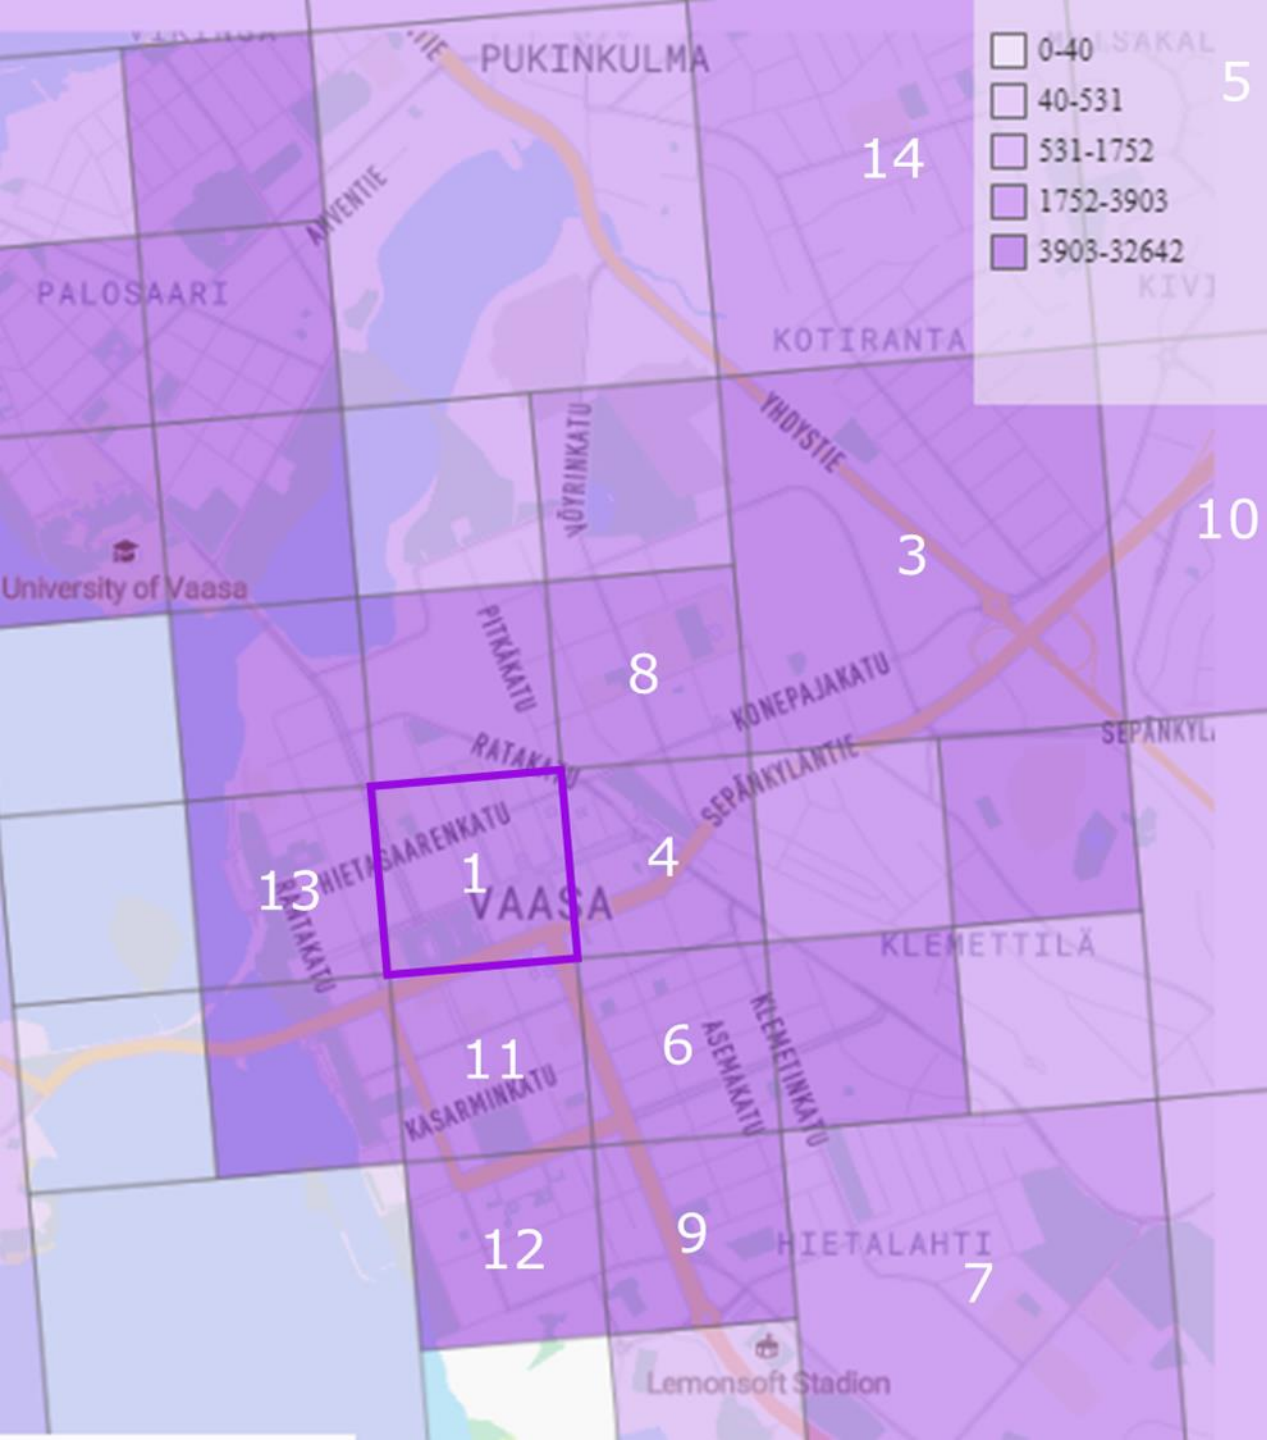 PUKINKULMA
0-40
40-531
531-1752
1752-3903
3903-32642
5
14
AHVENTIE
PALOSAARI
KOTIRANTA
YHDYSTIE
VÖYRINKATU
3
10
University of Vaasa
PITKÄKATU
8
KONEPAJAKATU
RATAKATU
SEPÄNKYLÄNTIE
HIETASAARENKATU
1
4
13
VAASA
RANTAKATU
KLEMETTILÄ
11
6
KLEMETINKATU
ASEMAKATU
KASARMINKATU
12
9
HIETALAHTI
7
Lemonsoft Stadion